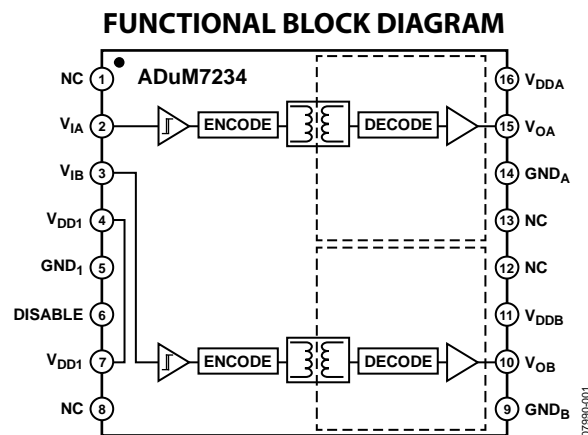 FUNCTIONAL BLOCK DIAGRAM
ADuM7234
NC 1
VIA 2
VIB 3
VDD1 4
GND1 5
DISABLE 6
VDD1 7
NC 8
16 VDDA
15 VOA
14 GNDA
13 NC
12 NC
11 VDDB
10 VOB
9 GNDB
ENCODE DECODE
ENCODE DECODE
07990-001